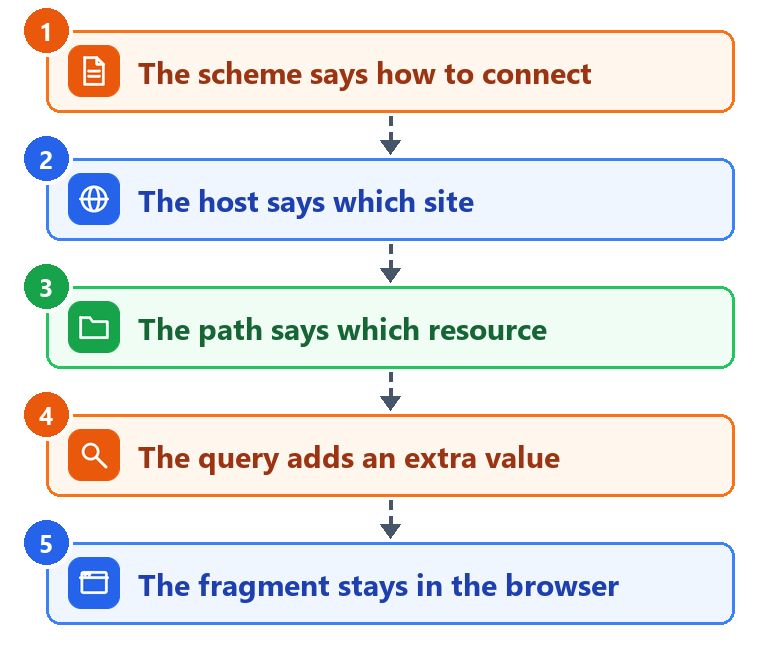 1
The scheme says how to connect
2
The host says which site
3
The path says which resource
4
The query adds an extra value
5
The fragment stays in the browser